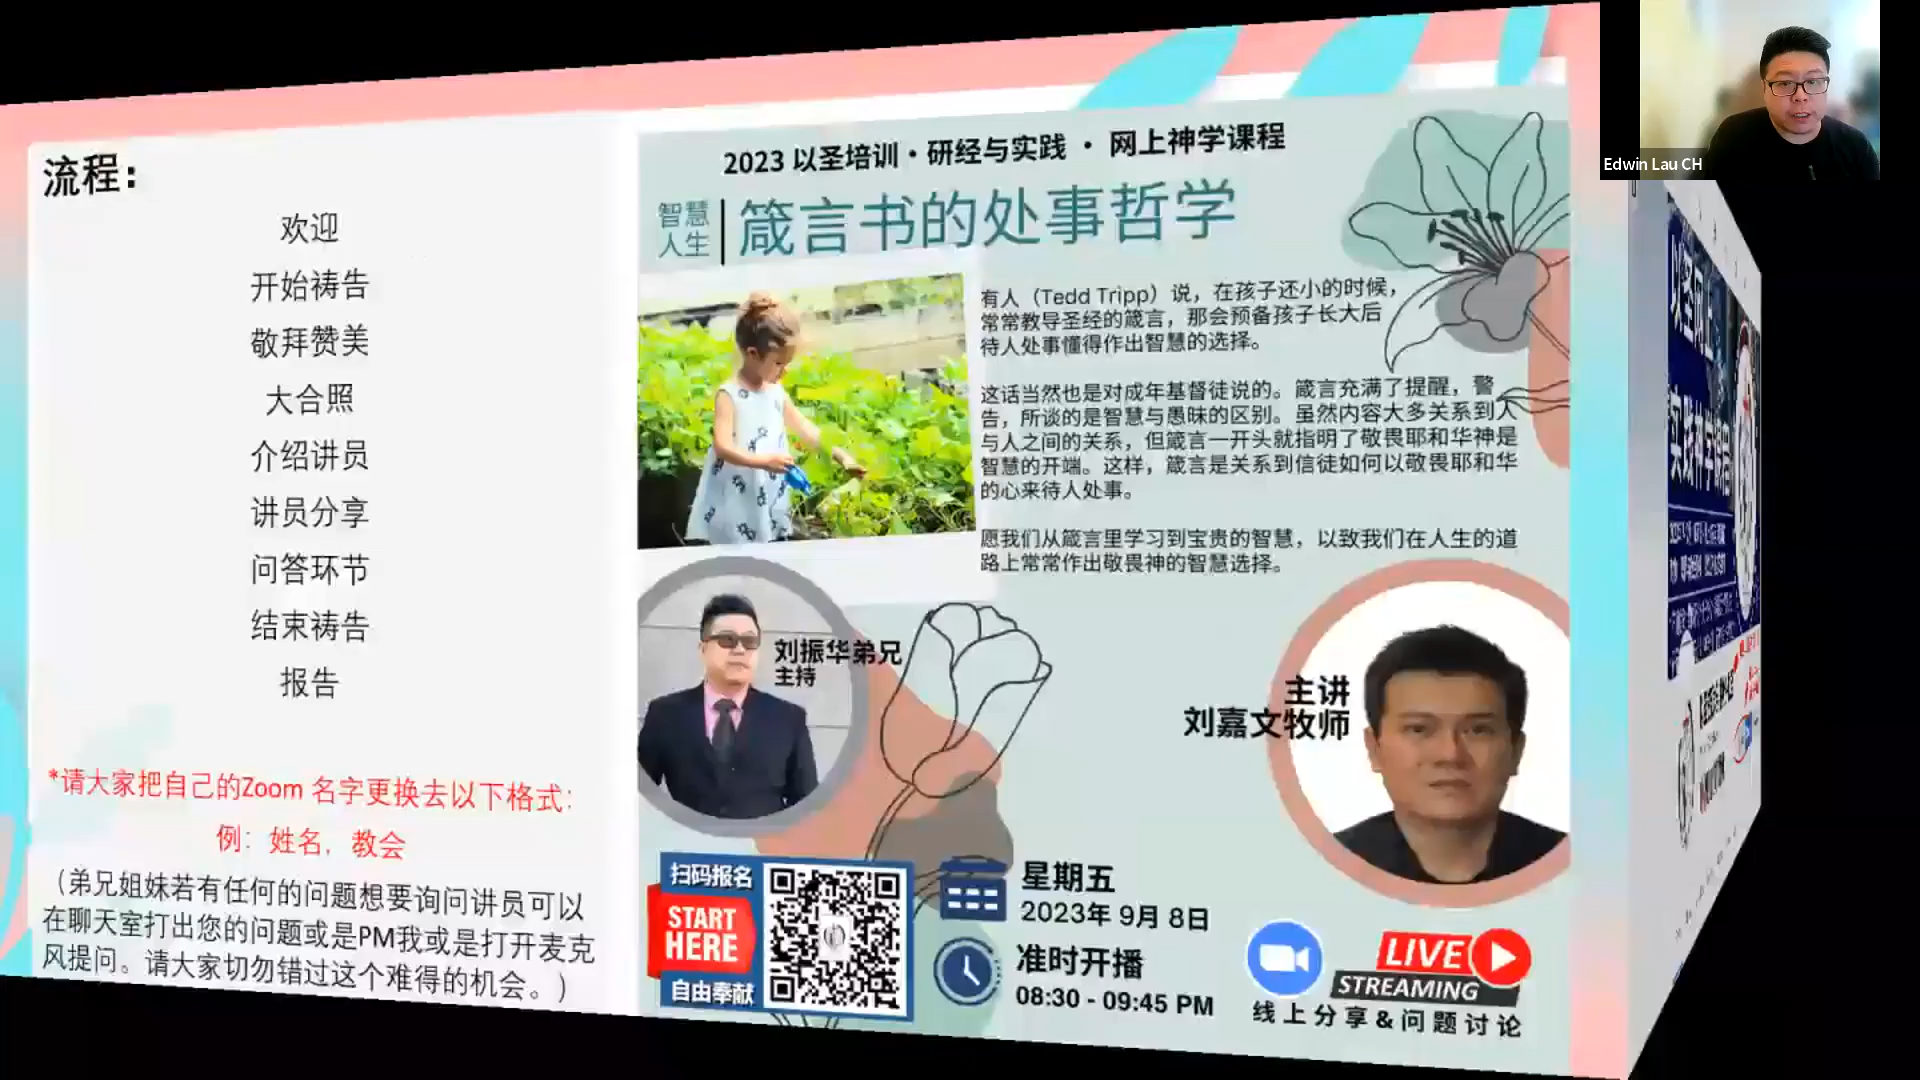 流程：
欢迎
开始祷告
敬拜赞美
大合照
介绍讲员
讲员分享
问答环节
结束祷告
报告
*请大家把自己的Zoom 名字更换去以下格式：
例：姓名，教会
（弟兄姐妹若有任何的问题想要询问讲员可以
在聊天室打出您的问题或是PM我或是打开麦克
风提问。请大家切勿错过这个难得的机会。）
2023 以圣培训・研经与实践 ・ 网上神学课程
智慧
人生
箴言书的处事哲学
有人（Tedd Tripp）说，在孩子还小的时候，
常常教导圣经的箴言，那会预备孩子长大后
待人处事懂得作出智慧的选择。
这话当然也是对成年基督徒说的。箴言充满了提醒，警
告，所谈的是智慧与愚昧的区别。虽然内容大多关系到人
与人之间的关系，但箴言一开头就指明了敬畏耶和华神是
智慧的开端。这样，箴言是关系到信徒如何以敬畏耶和华
的心来待人处事。
愿我们从箴言里学习到宝贵的智慧，以致我们在人生的道
路上常常作出敬畏神的智慧选择。
刘振华弟兄
主持
主讲
刘嘉文牧师
扫码报名
START
HERE
自由奉献
星期五
2023年 9月 8日
准时开播
08:30 - 09:45 PM
LIVE
STREAMING
线上分享&问题讨论
Edwin Lau CH